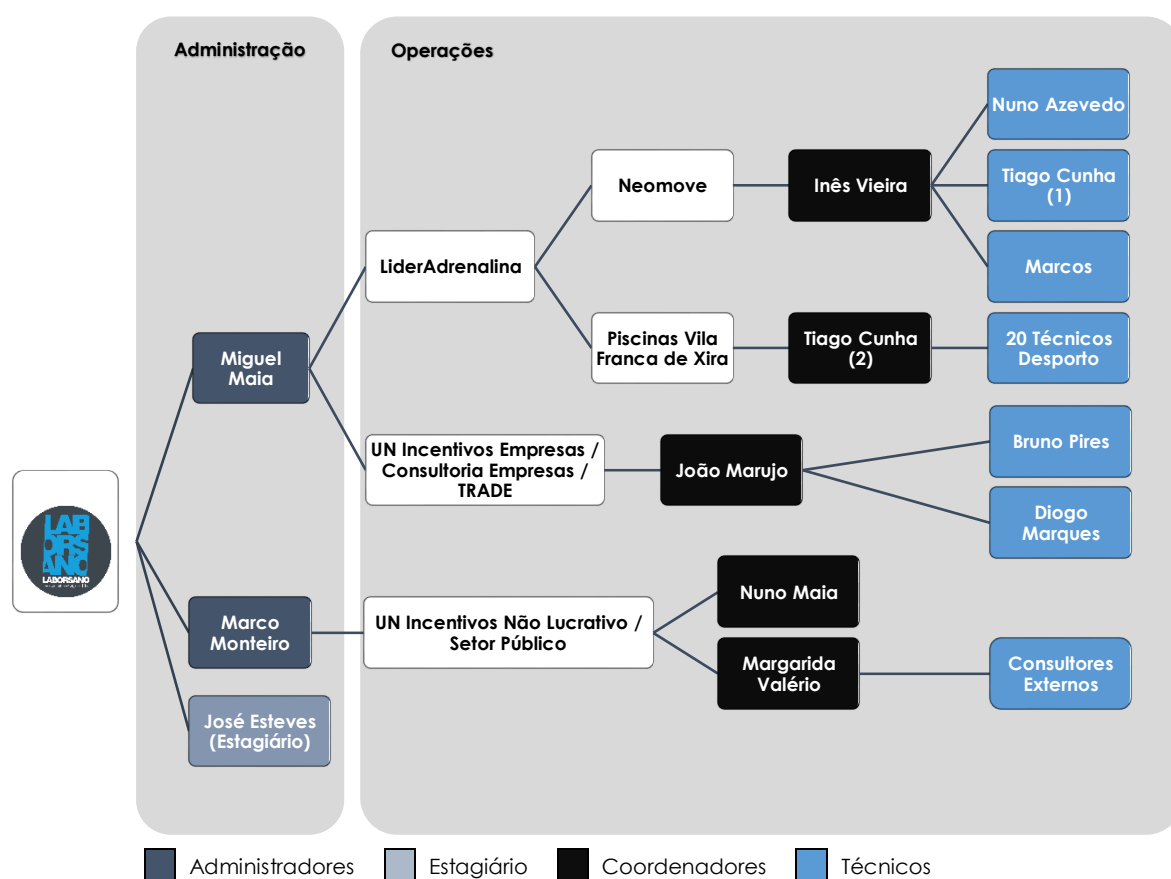 Administração
Operações
Nuno Azevedo
Neomove
Inês Vieira
Tiago Cunha
(1)
LiderAdrenalina
Marcos
Miguel
Maia
Piscinas Vila
Franca de Xira
Tiago Cunha
(2)
20 Técnicos
Desporto
UN Incentivos Empresas /
Consultoria Empresas /
TRADE
João Marujo
Bruno Pires
Diogo
Marques
LAB
ORS
ANO
LABORSANO
Marco
Monteiro
UN Incentivos Não Lucrativo /
Setor Público
Nuno Maia
Margarida
Valério
Consultores
Externos
José Esteves
(Estagiário)
Administradores
Estagiário
Coordenadores
Técnicos